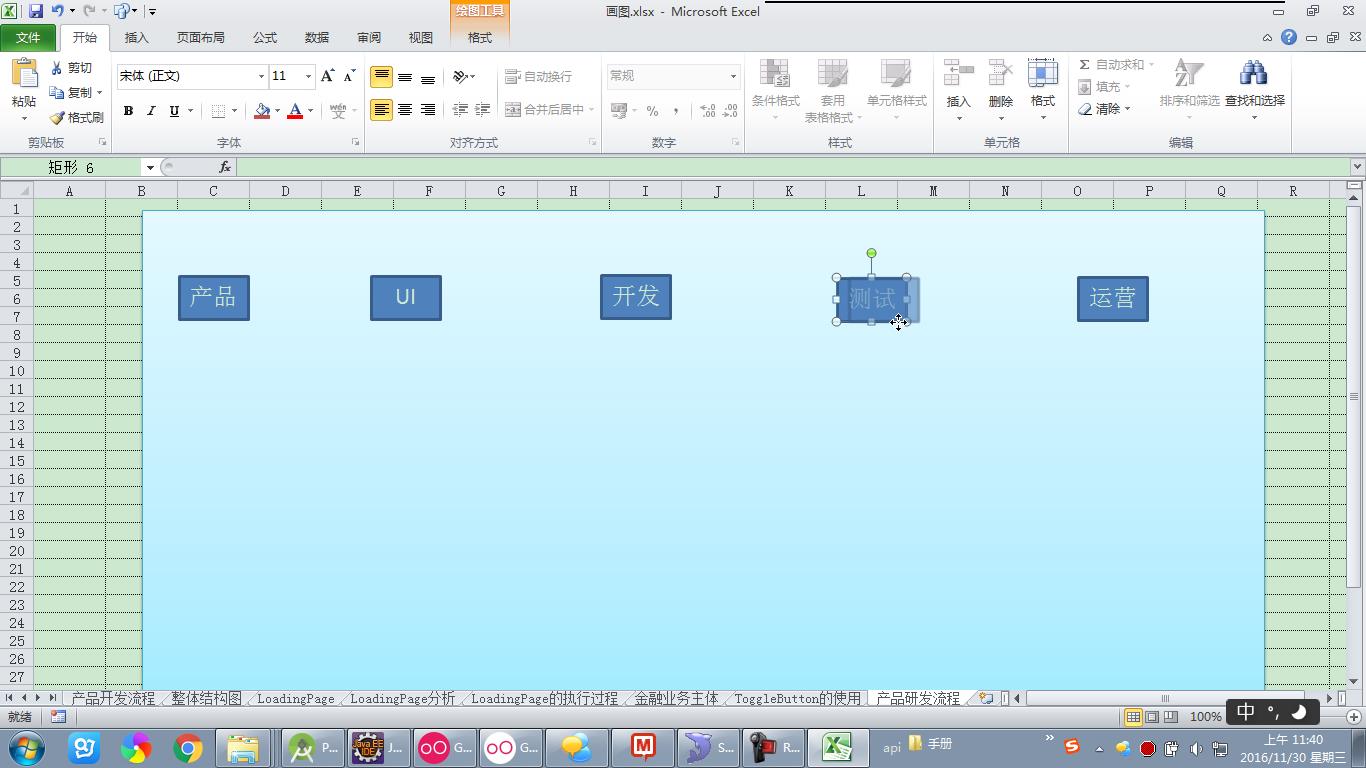 绘图工具
画图.xlsx - Microsoft Excel
文件 开始 插入 页面布局 公式 数据 审阅 视图 格式
粘贴 剪切 复制 格式刷 剪贴板
宋体 (正文) 11
B I U A 字体
自动换行 合并后居中 对齐方式
常规 % 数字
条件格式 套用表格格式 单元格样式 样式
插入 删除 格式 单元格
Σ 自动求和 填充 清除 排序和筛选 查找和选择 编辑
矩形 6 fx
A B C D E F G H I J K L M N O P Q R
1
2
3
4
5
6
7
8
9
10
11
12
13
14
15
16
17
18
19
20
21
22
23
24
25
26
27
产品 UI 开发 测试 运营
产品开发流程 整体结构图 LoadingPage LoadingPage分析 LoadingPage的执行过程 金融业务主体 ToggleButton的使用 产品研发流程
就绪 100% 中 °,
P... J... G... G... S... R... api 手册
上午 11:40
2016/11/30 星期三